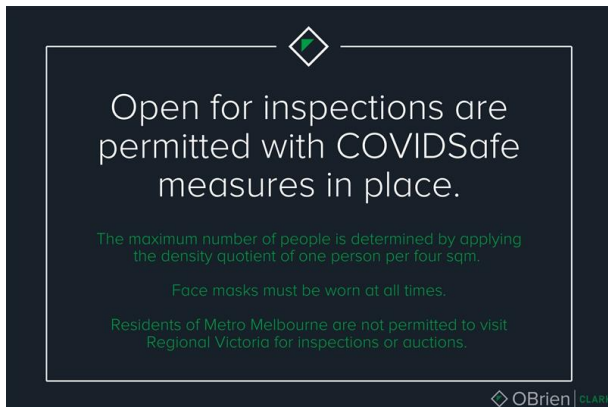 Open for inspections are
permitted with COVIDSafe
measures in place.
The maximum number of people is determined by applying
the density quotient of one person per four sqm.
Face masks must be worn at all times.
Residents of Metro Melbourne are not permitted to visit
Regional Victoria for inspections or auctions.
OBrien CLARK